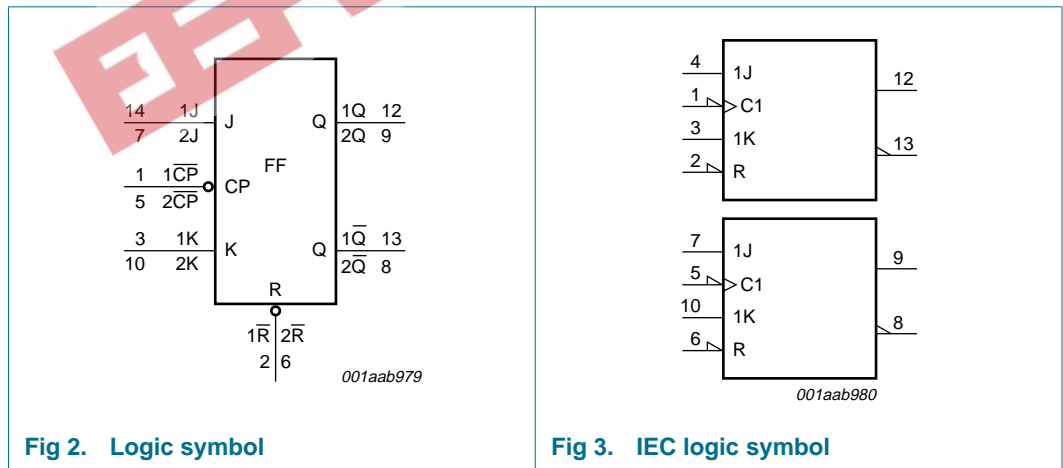 14 1J J Q 1Q 12
7 2J 2Q 9
FF
1 1C̅P̅ CP
5 2C̅P̅
3 1K K Q 1Q̅ 13
10 2K 2Q̅ 8
R
1R̅ 2R̅
2 6
001aab979
Fig 2. Logic symbol
4 1J 12
1 C1
3 1K 13
2 R
7 1J 9
5 C1
10 1K 8
6 R
001aab980
Fig 3. IEC logic symbol